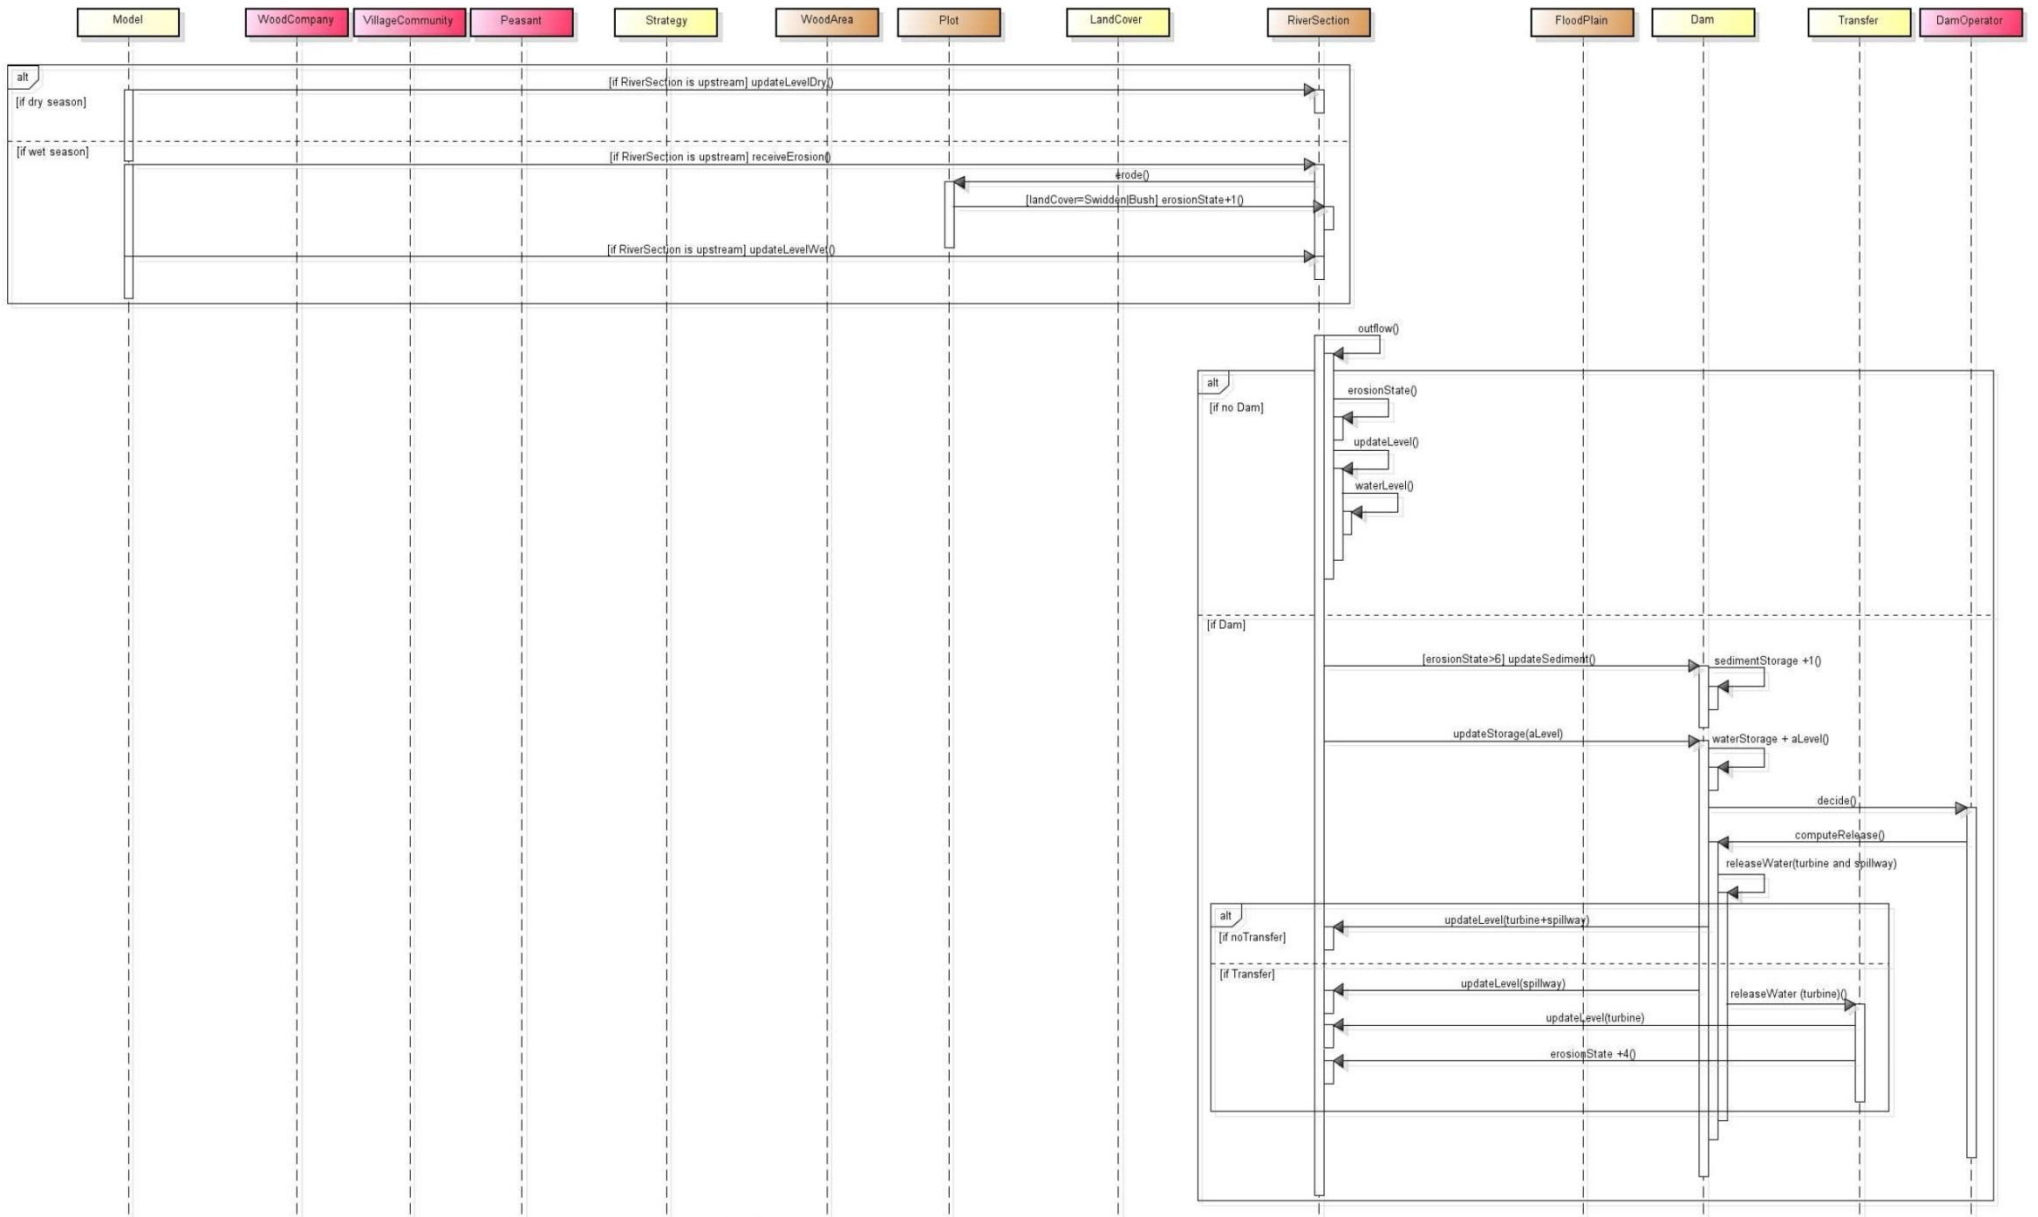 Model
WoodCompany
VillageCommunity
Peasant
Strategy
WoodArea
Plot
LandCover
RiverSection
FloodPlain
Dam
Transfer
DamOperator
alt
[if RiverSection is upstream] updateLevelDry()
[if dry season]
[if wet season]
[if RiverSection is upstream] receiveErosion()
erode()
[landCover=Swidden|Bush] erosionState+1()
[if RiverSection is upstream] updateLevelWet()
outflow()
alt
erosionState()
[if no Dam]
updateLevel()
waterLevel()
[if Dam]
[erosionState>6] updateSediment()
sedimentStorage +1()
updateStorage(aLevel)
waterStorage + aLevel()
decide()
computeRelease()
releaseWater(turbine and spillway)
alt
updateLevel(turbine+spillway)
[if noTransfer]
[if Transfer]
updateLevel(spillway)
releaseWater (turbine)()
updateLevel(turbine)
erosionState +4()